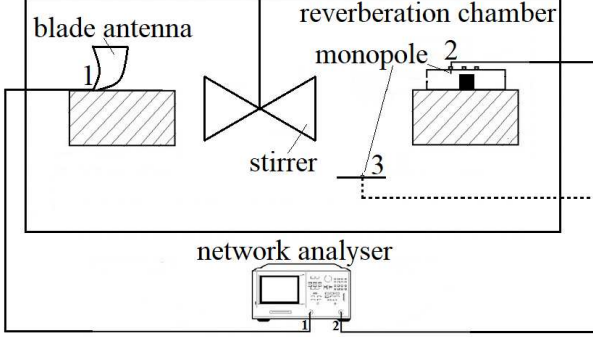 reverberation chamber
blade antenna
monopole 2
1
stirrer
3
network analyser
1 2